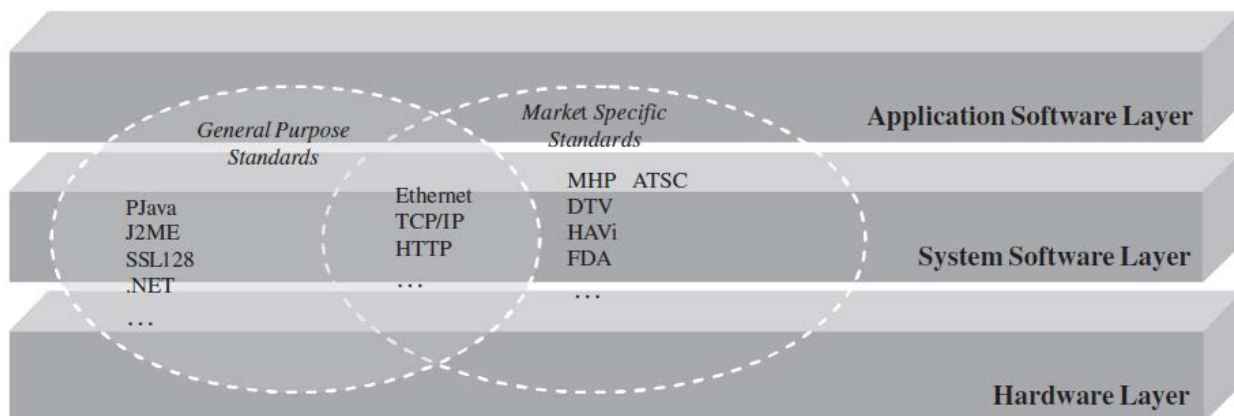 General Purpose
Standards
Market Specific
Standards
Application Software Layer
PJava
J2ME
SSL128
.NET
...
Ethernet
TCP/IP
HTTP
...
MHP ATSC
DTV
HAVi
FDA
...
System Software Layer
Hardware Layer